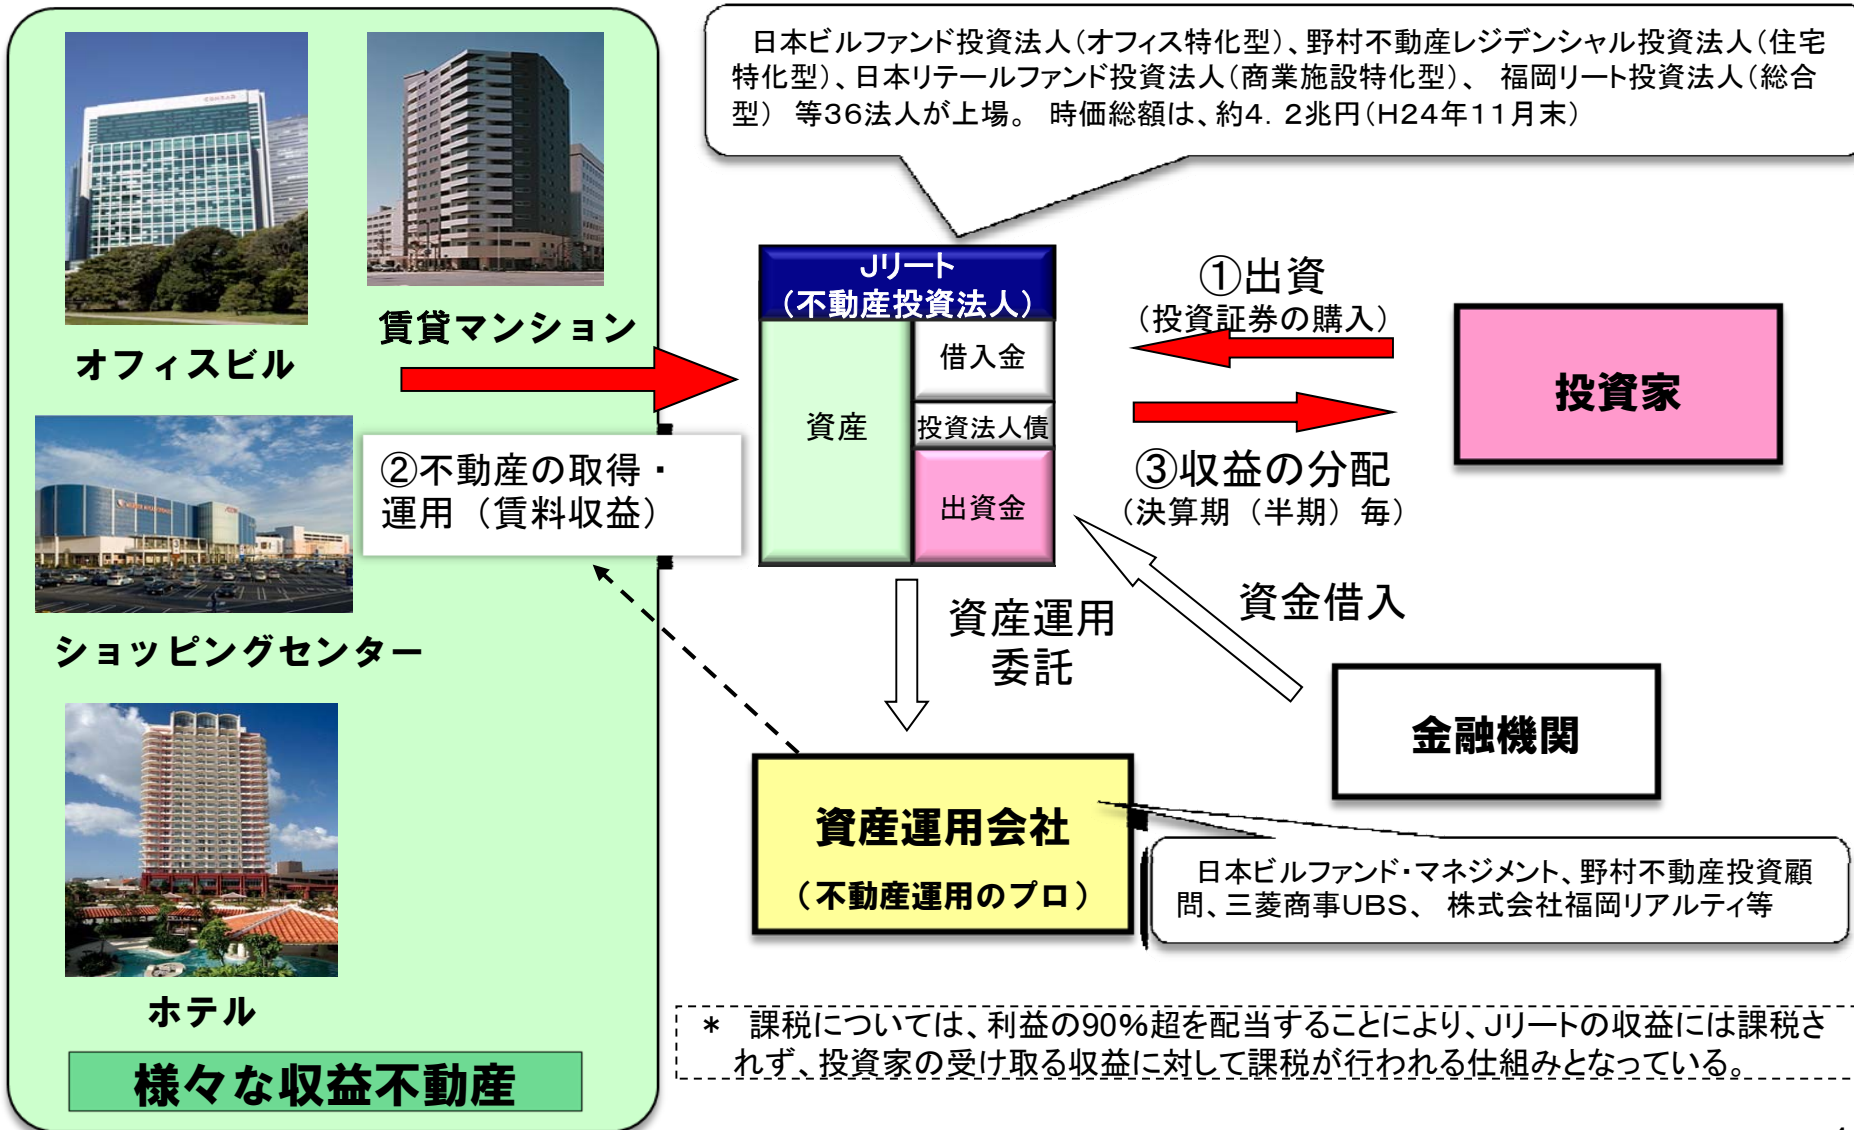 日本ビルファンド投資法人（オフィス特化型）、野村不動産レジデンシャル投資法人（住宅
特化型）、日本リテールファンド投資法人（商業施設特化型）、 福岡リート投資法人（総合
型） 等36法人が上場。 時価総額は、約4．2兆円（H24年11月末）
オフィスビル
賃貸マンション
ショッピングセンター
ホテル
様々な収益不動産
②不動産の取得・
運用（賃料収益）
Jリート
（不動産投資法人）
資産
借入金
投資法人債
出資金
①出資
（投資証券の購入）
③収益の分配
（決算期（半期）毎）
投資家
資産運用
委託
資金借入
金融機関
資産運用会社
（不動産運用のプロ）
日本ビルファンド・マネジメント、野村不動産投資顧
問、三菱商事UBS、 株式会社福岡リアルティ等
＊ 課税については、利益の90％超を配当することにより、Jリートの収益には課税さ
れず、投資家の受け取る収益に対して課税が行われる仕組みとなっている。